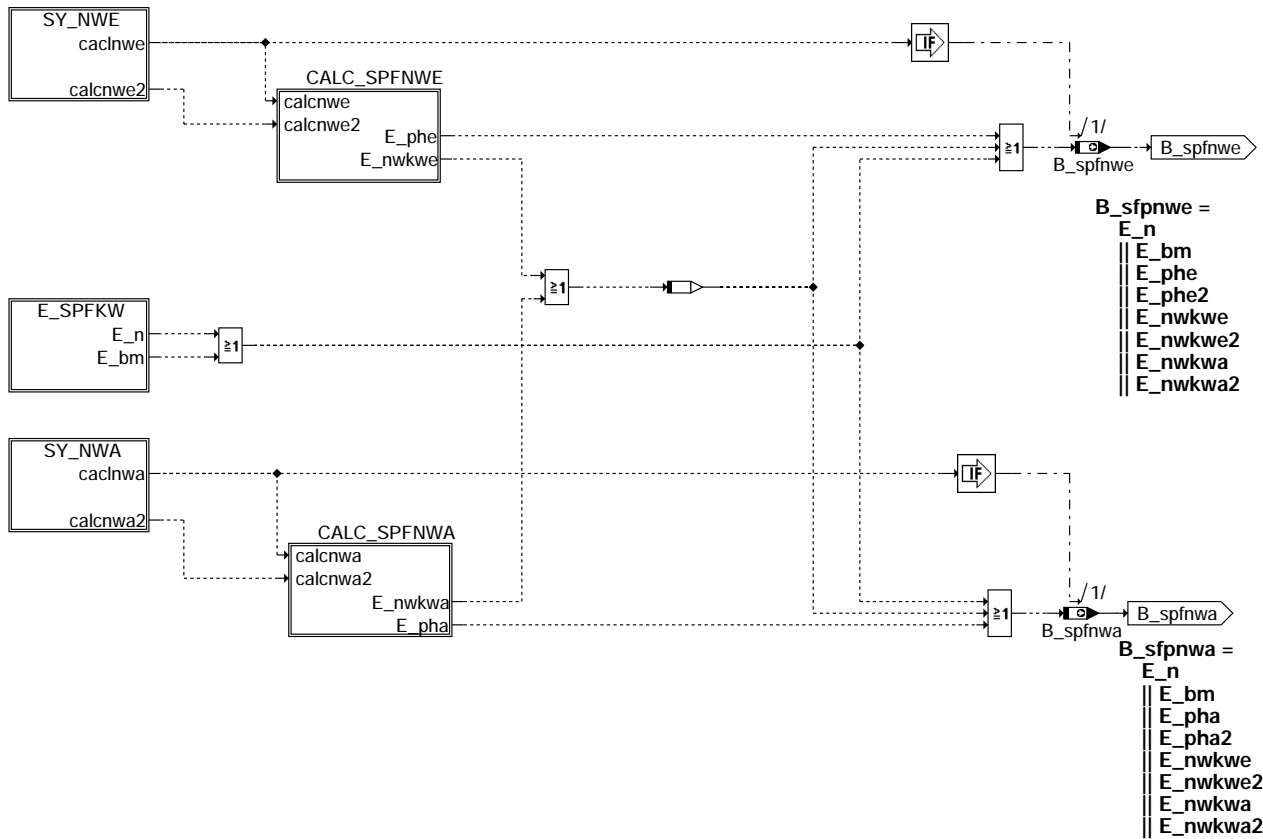 SY_NWE
caclnwe
calcnwe2
IF
CALC_SPFNWE
calcnwe
calcnwe2
E_phe
E_nwkwe
≧1
/1/
B_spfnwe
B_spfnwe
B_sfpnwe =
E_n
|| E_bm
|| E_phe
|| E_phe2
|| E_nwkwe
|| E_nwkwe2
|| E_nwkwa
|| E_nwkwa2
≧1
E_SPFKW
E_n
E_bm
≧1
SY_NWA
caclnwa
calcnwa2
IF
CALC_SPFNWA
calcnwa
calcnwa2
E_nwkwa
E_pha
≧1
/1/
B_spfnwa
B_spfnwa
B_sfpnwa =
E_n
|| E_bm
|| E_pha
|| E_pha2
|| E_nwkwe
|| E_nwkwe2
|| E_nwkwa
|| E_nwkwa2